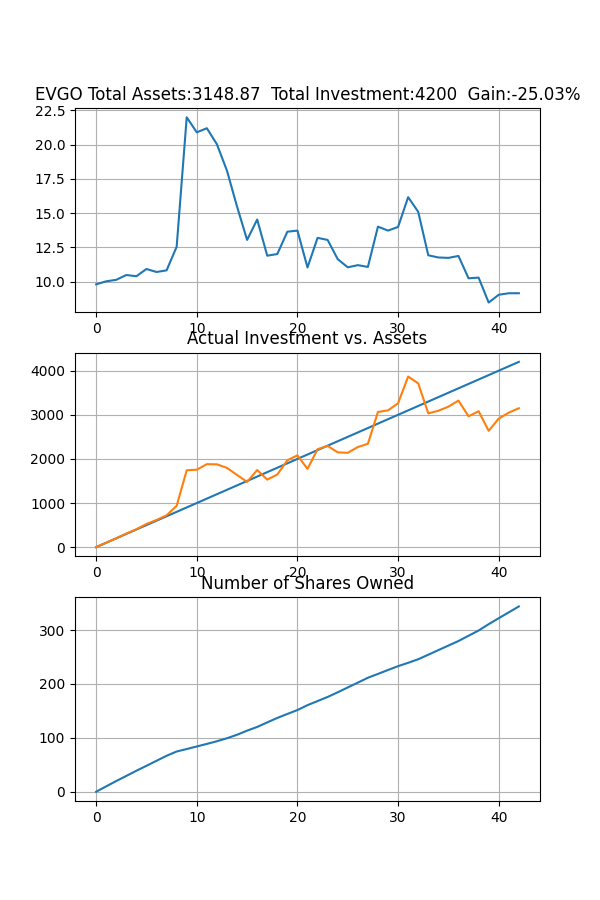 EVGO Total Assets:3148.87  Total Investment:4200  Gain:-25.03%
22.5
20.0
17.5
15.0
12.5
10.0
0 10 20 30 40
Actual Investment vs. Assets
4000
3000
2000
1000
0
0 10 20 30 40
Number of Shares Owned
300
200
100
0
0 10 20 30 40